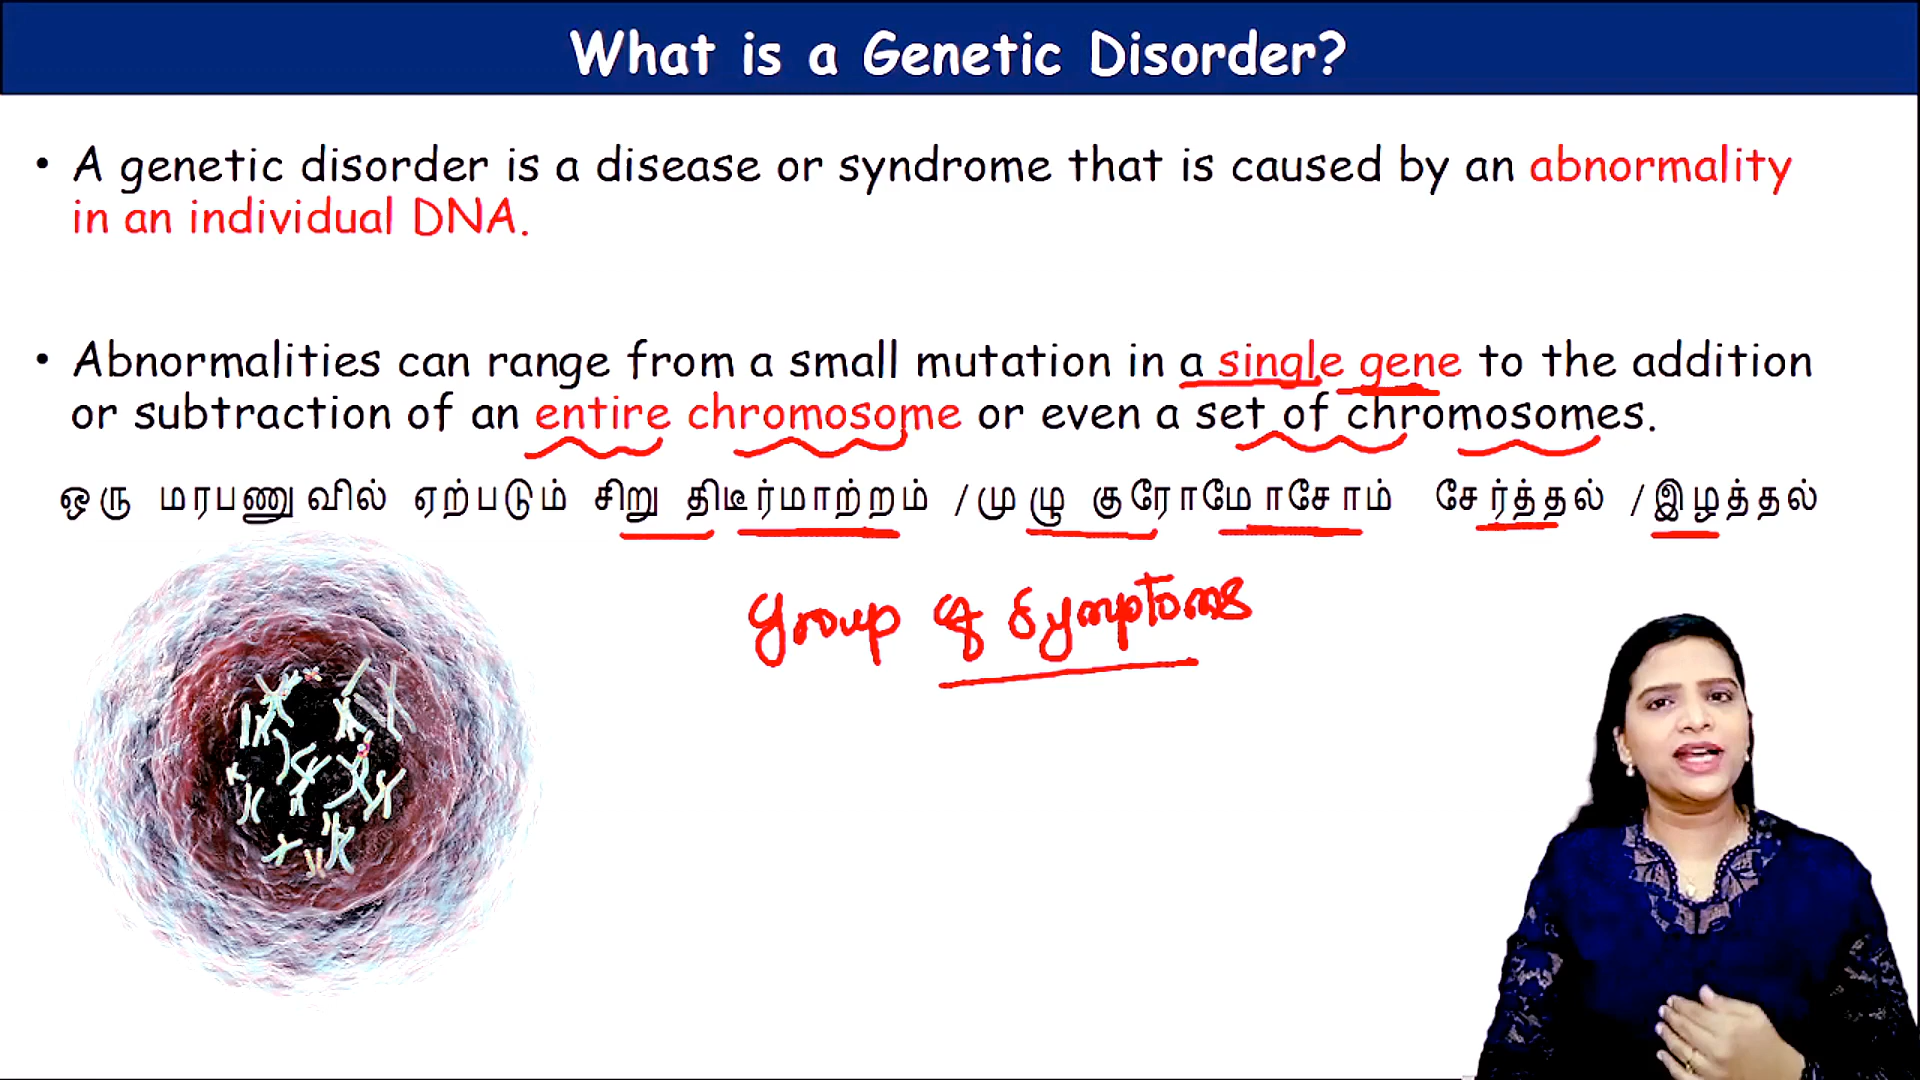 What is a Genetic Disorder?
• A genetic disorder is a disease or syndrome that is caused by an abnormality
in an individual DNA.
• Abnormalities can range from a small mutation in a single gene to the addition
or subtraction of an entire chromosome or even a set of chromosomes.
ஒரு மரபணு வில் ஏற்படும் சிறு திடீர்மாற்றம் /முழு குரோமோசோம் சேர்த்தல் /இழத்தல்
Group of Symptoms